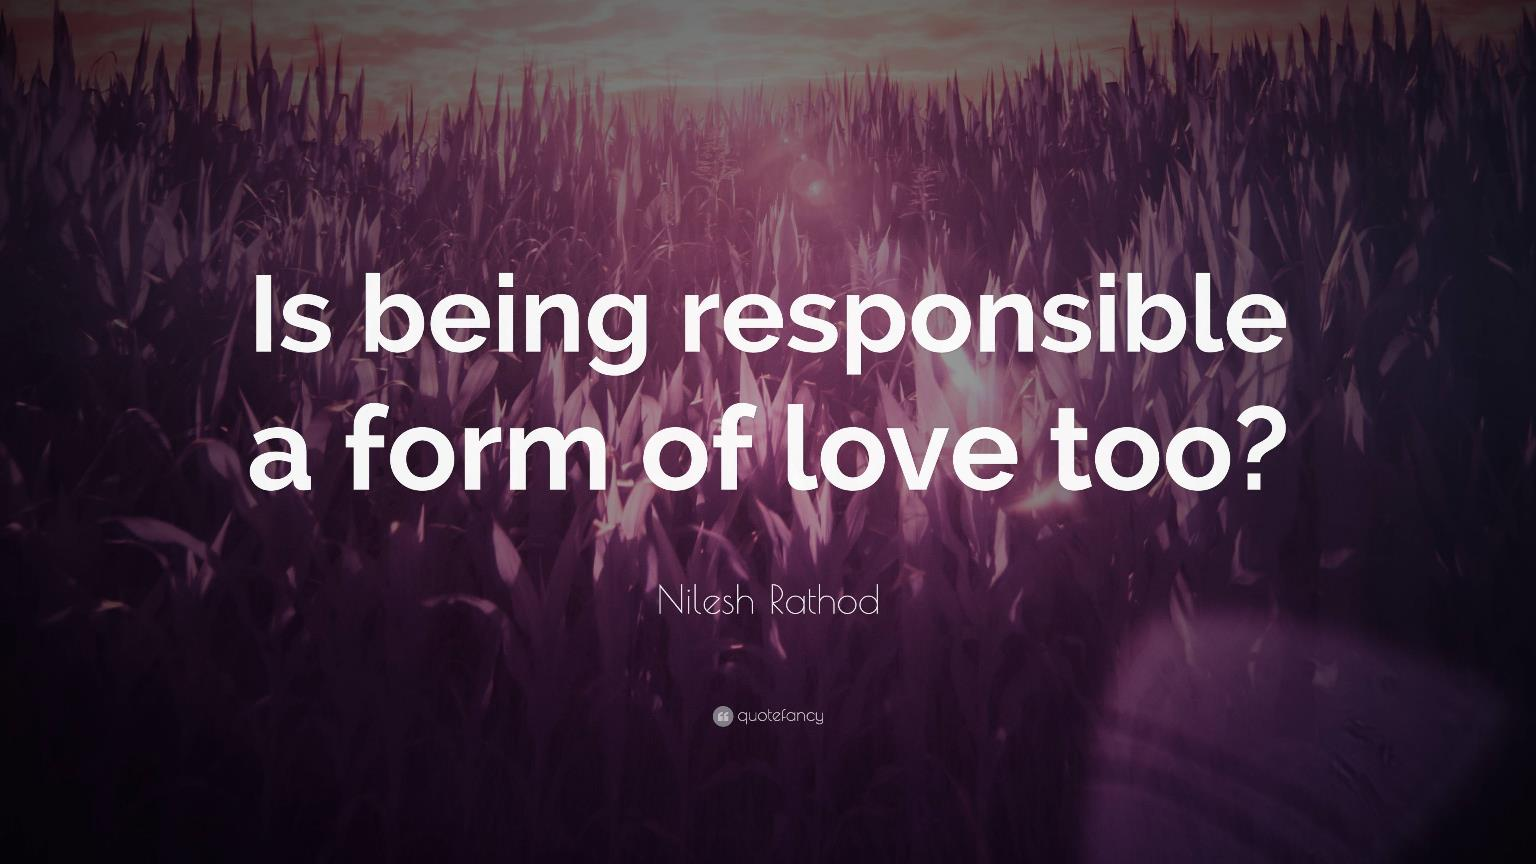 Is being responsible
a form of love too?
Nilesh Rathod
quotefancy